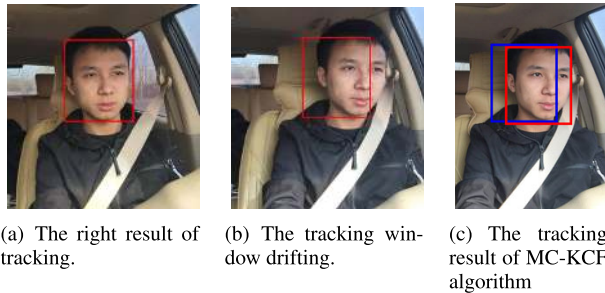 (a) The right result of
tracking.
(b) The tracking win-
dow drifting.
(c) The tracking
result of MC-KCF
algorithm